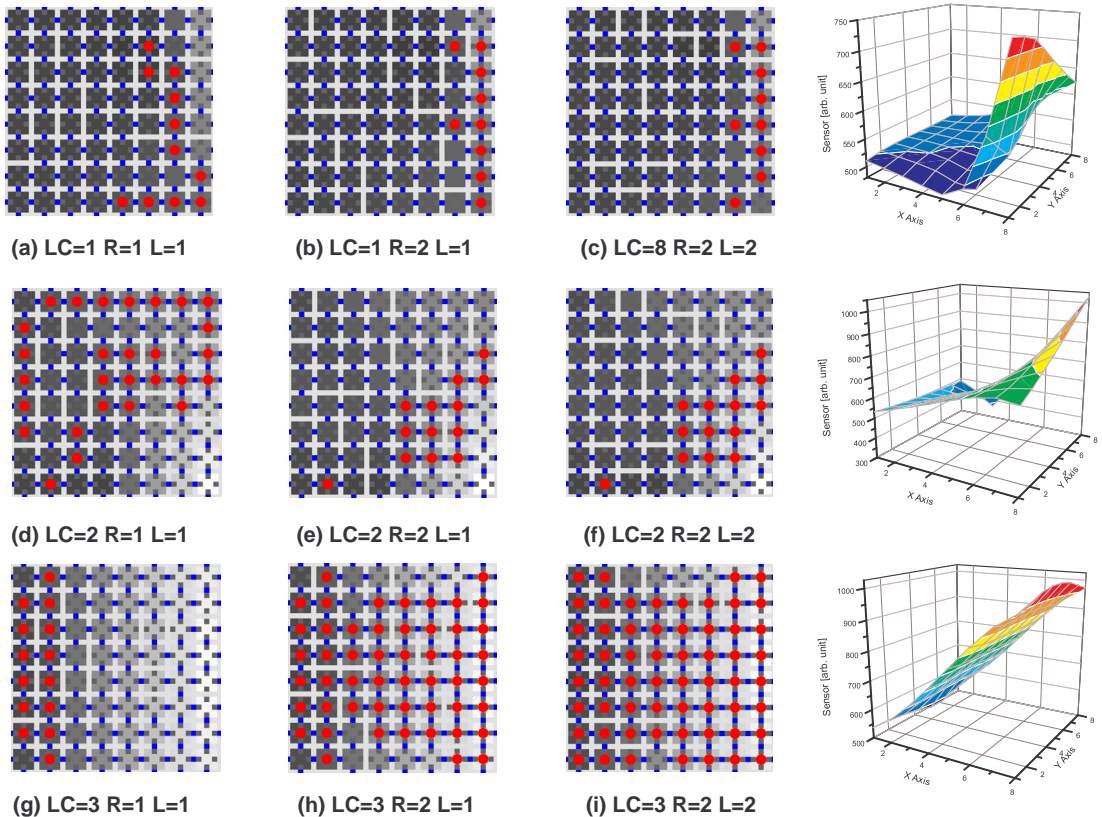 750
700
650
600
550
500
Sensor [arb. unit]
2
4
6
8
X Axis
2
4
6
8
Y Axis
(a) LC=1 R=1 L=1
(b) LC=1 R=2 L=1
(c) LC=8 R=2 L=2
1000
900
800
700
600
500
400
300
Sensor [arb. unit]
2
4
6
8
X Axis
2
4
6
8
Y Axis
(d) LC=2 R=1 L=1
(e) LC=2 R=2 L=1
(f) LC=2 R=2 L=2
1000
900
800
700
600
500
Sensor [arb. unit]
2
4
6
8
X Axis
2
4
6
8
Y Axis
(g) LC=3 R=1 L=1
(h) LC=3 R=2 L=1
(i) LC=3 R=2 L=2